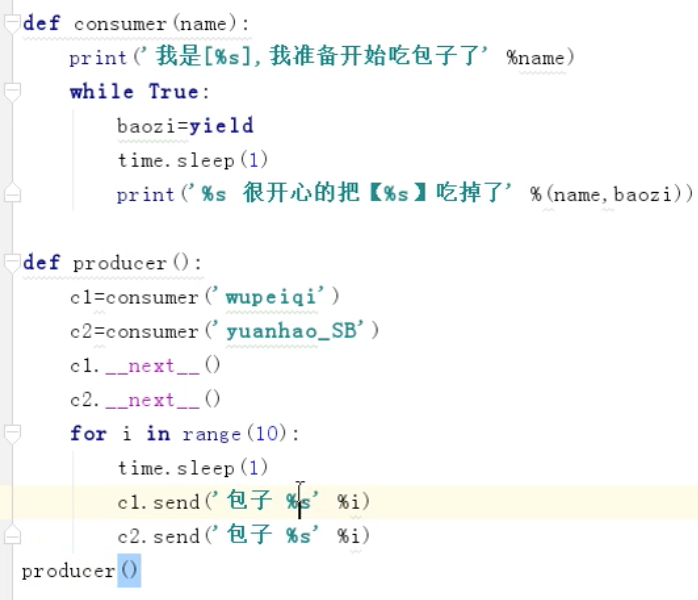 def consumer(name):
    print('我是[%s],我准备开始吃包子了' %name)
    while True:
        baozi=yield
        time.sleep(1)
        print('%s 很开心的把【%s】吃掉了' %(name,baozi))
def producer():
    c1=consumer('wupeiqi')
    c2=consumer('yuanhao_SB')
    c1.__next__()
    c2.__next__()
    for i in range(10):
        time.sleep(1)
        c1.send('包子 %s' %i)
        c2.send('包子 %s' %i)
producer()